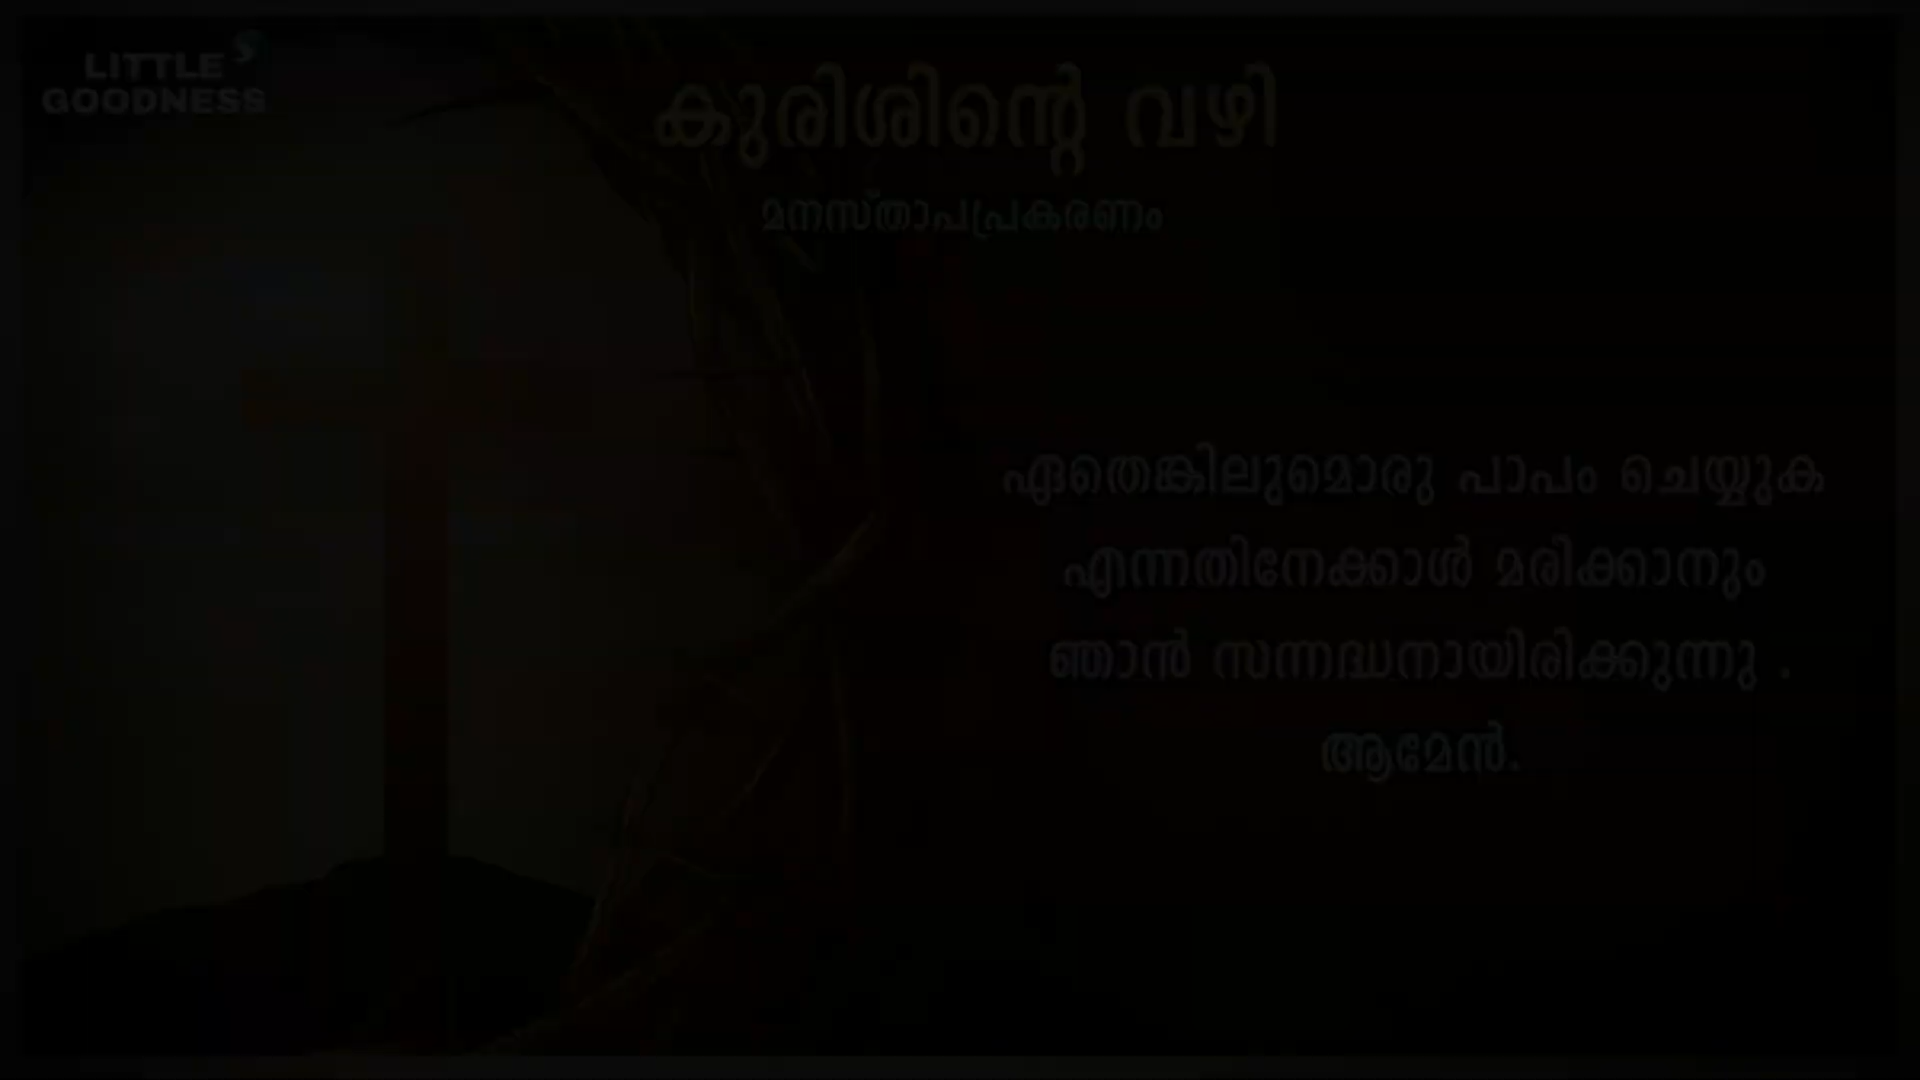 LITTLE
GOODNESS
കുരിശിന്റെ വഴി
മനസ്താപപ്രകരണം
ഏതെങ്കിലുമൊരു പാപം ചെയ്യുക
എന്നതിനേക്കാൾ മരിക്കാനും
ഞാൻ സന്നദ്ധനായിരിക്കുന്നു .
ആമേൻ.